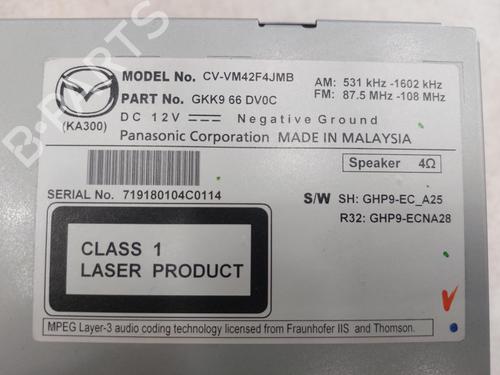 MODEL No. CV-VM42F4JMB
AM: 531 kHz -1602 kHz
PART No. GKK9 66 DV0C
FM: 87.5 MHz -108 MHz
(KA300)
DC 12V Negative Ground
Panasonic Corporation MADE IN MALAYSIA
Speaker 4Ω
SERIAL No. 719180104C0114
S/W SH: GHP9-EC_A25
R32: GHP9-ECNA28
CLASS 1
LASER PRODUCT
MPEG Layer-3 audio coding technology licensed from Fraunhofer IIS and Thomson.
B-PARTS